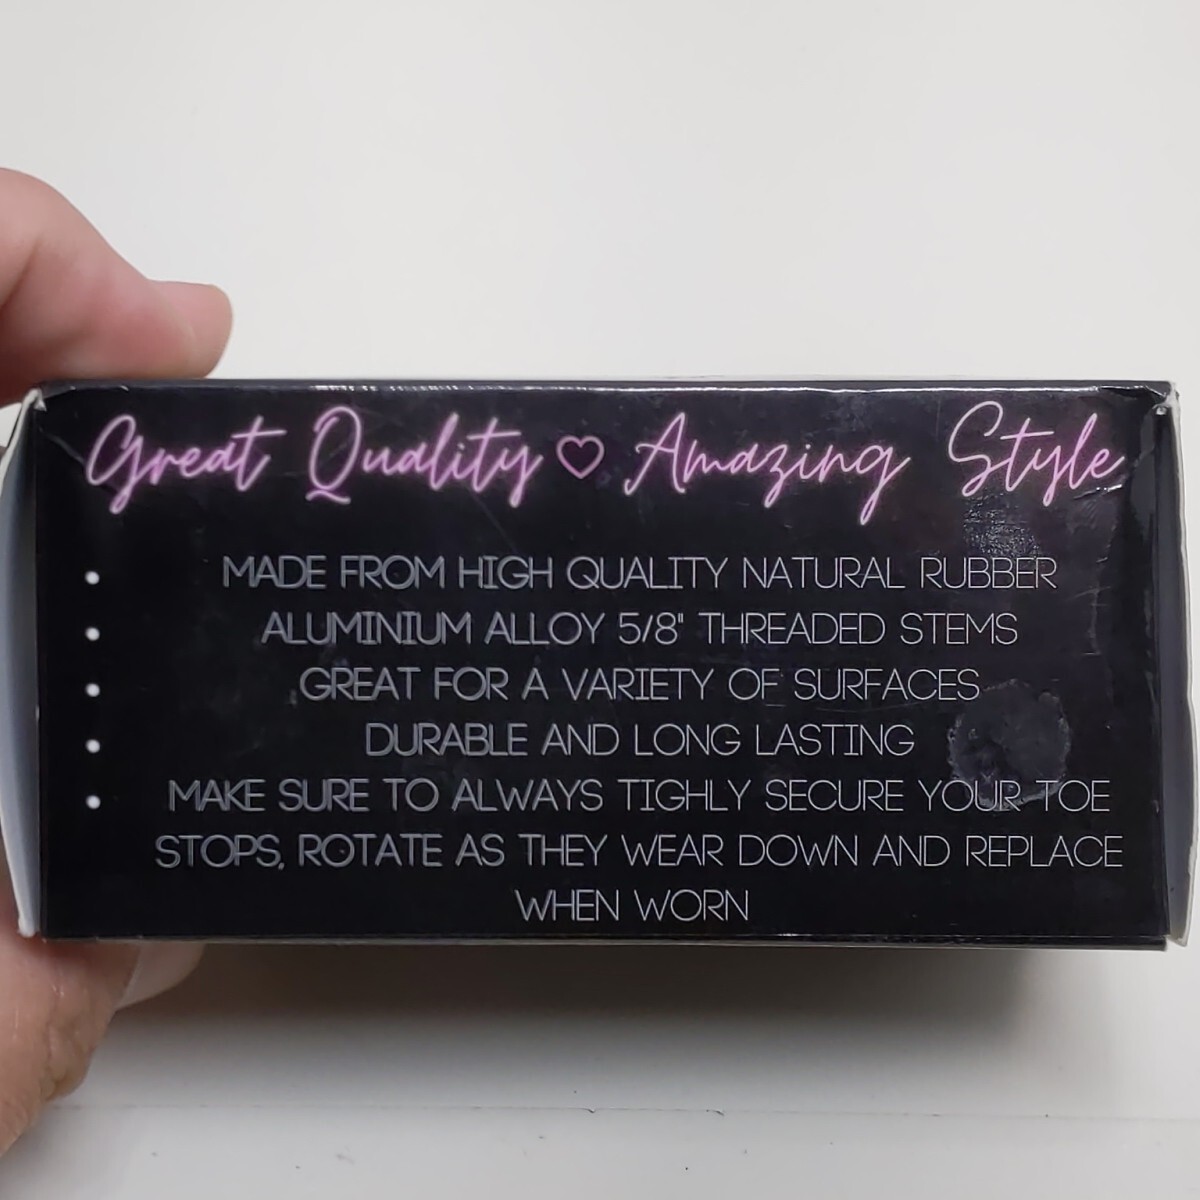 Great Quality ♡ Amazing Style
• MADE FROM HIGH QUALITY NATURAL RUBBER
• ALUMINIUM ALLOY 5/8" THREADED STEMS
• GREAT FOR A VARIETY OF SURFACES
• DURABLE AND LONG LASTING
• MAKE SURE TO ALWAYS TIGHLY SECURE YOUR TOE
STOPS, ROTATE AS THEY WEAR DOWN AND REPLACE
WHEN WORN